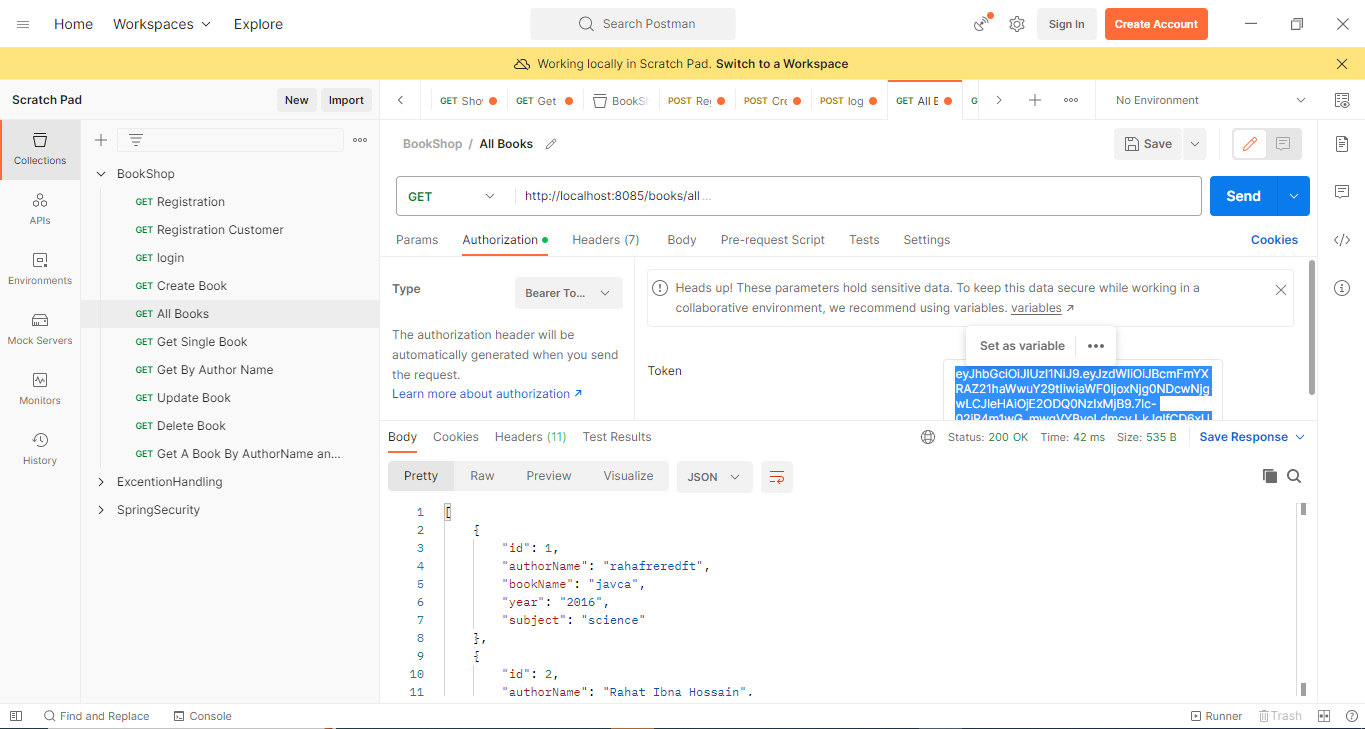 Home Workspaces Explore Search Postman Sign In Create Account
Working locally in Scratch Pad. Switch to a Workspace
Scratch Pad New Import
GET Sho GET Get BookSh POST Re POST Cr POST log GET All B G No Environment
Collections
APIs
Environments
Mock Servers
Monitors
History
BookShop
GET Registration
GET Registration Customer
GET login
GET Create Book
GET All Books
GET Get Single Book
GET Get By Author Name
GET Update Book
GET Delete Book
GET Get A Book By AuthorName an...
ExcentionHandling
SpringSecurity
BookShop / All Books Save
GET http://localhost:8085/books/all ... Send
Params Authorization Headers (7) Body Pre-request Script Tests Settings Cookies
Type Bearer To...
The authorization header will be
automatically generated when you send
the request.
Learn more about authorization ↗
Heads up! These parameters hold sensitive data. To keep this data secure while working in a
collaborative environment, we recommend using variables. variables ↗
Set as variable
Token
Body Cookies Headers (11) Test Results Status: 200 OK Time: 42 ms Size: 535 B Save Response
Pretty Raw Preview Visualize JSON
1 [
2 {
3 "id": 1,
4 "authorName": "rahafreredft",
5 "bookName": "javca",
6 "year": "2016",
7 "subject": "science"
8 },
9 {
10 "id": 2,
11 "authorName": "Rahat Ibna Hossain",
Find and Replace Console Runner Trash